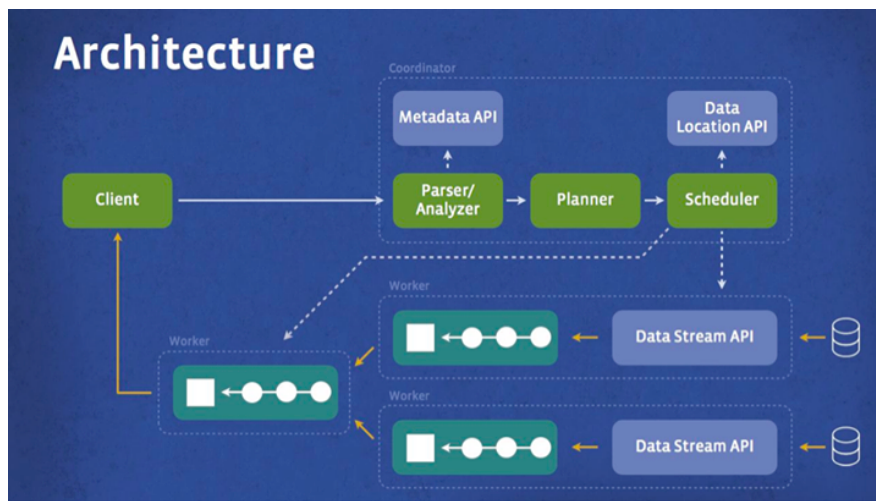 Architecture
Coordinator
Metadata API
Data
Location API
Client
Parser/
Analyzer
Planner
Scheduler
Worker
Data Stream API
Worker
Worker
Data Stream API